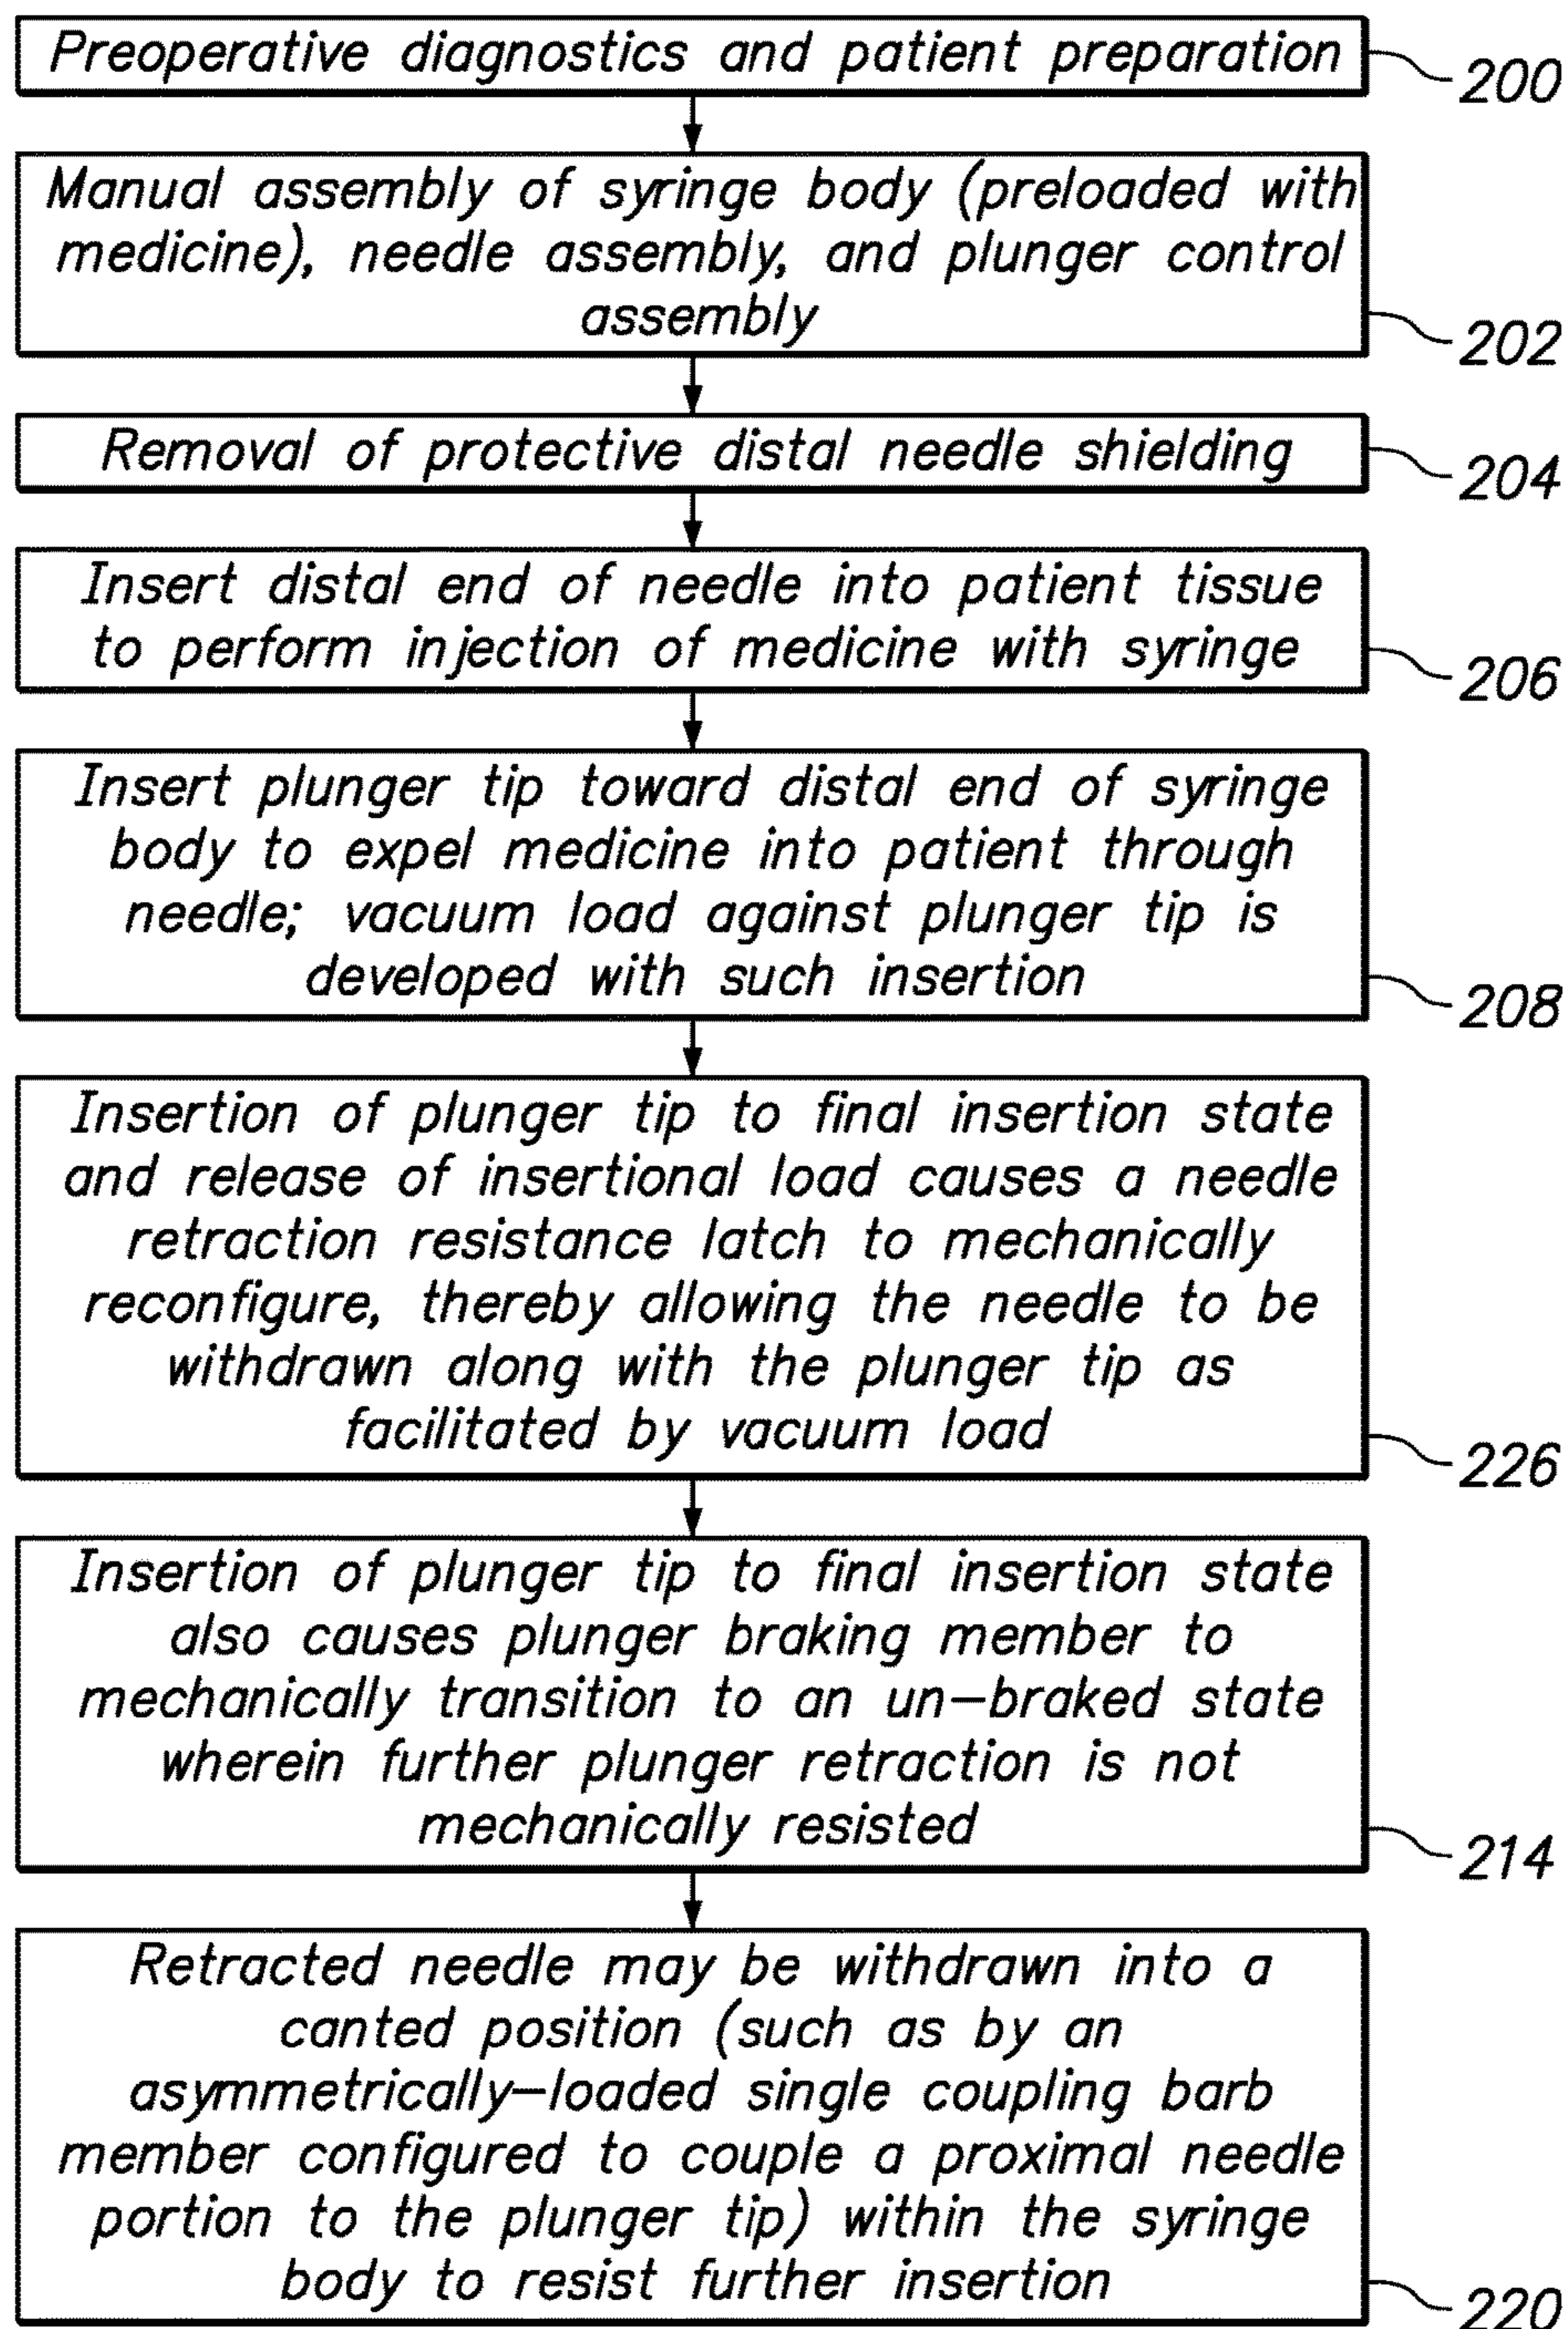 Preoperative diagnostics and patient preparation
200
Manual assembly of syringe body (preloaded with
medicine), needle assembly, and plunger control
assembly
202
Removal of protective distal needle shielding
204
Insert distal end of needle into patient tissue
to perform injection of medicine with syringe
206
Insert plunger tip toward distal end of syringe
body to expel medicine into patient through
needle; vacuum load against plunger tip is
developed with such insertion
208
Insertion of plunger tip to final insertion state
and release of insertional load causes a needle
retraction resistance latch to mechanically
reconfigure, thereby allowing the needle to be
withdrawn along with the plunger tip as
facilitated by vacuum load
226
Insertion of plunger tip to final insertion state
also causes plunger braking member to
mechanically transition to an un-braked state
wherein further plunger retraction is not
mechanically resisted
214
Retracted needle may be withdrawn into a
canted position (such as by an
asymmetrically-loaded single coupling barb
member configured to couple a proximal needle
portion to the plunger tip) within the syringe
body to resist further insertion
220